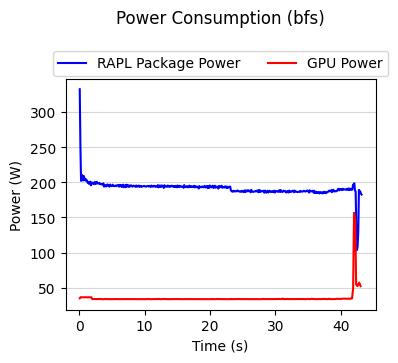 Power Consumption (bfs)
RAPL Package Power
GPU Power
Power (W)
300
250
200
150
100
50
0
10
20
30
40
Time (s)